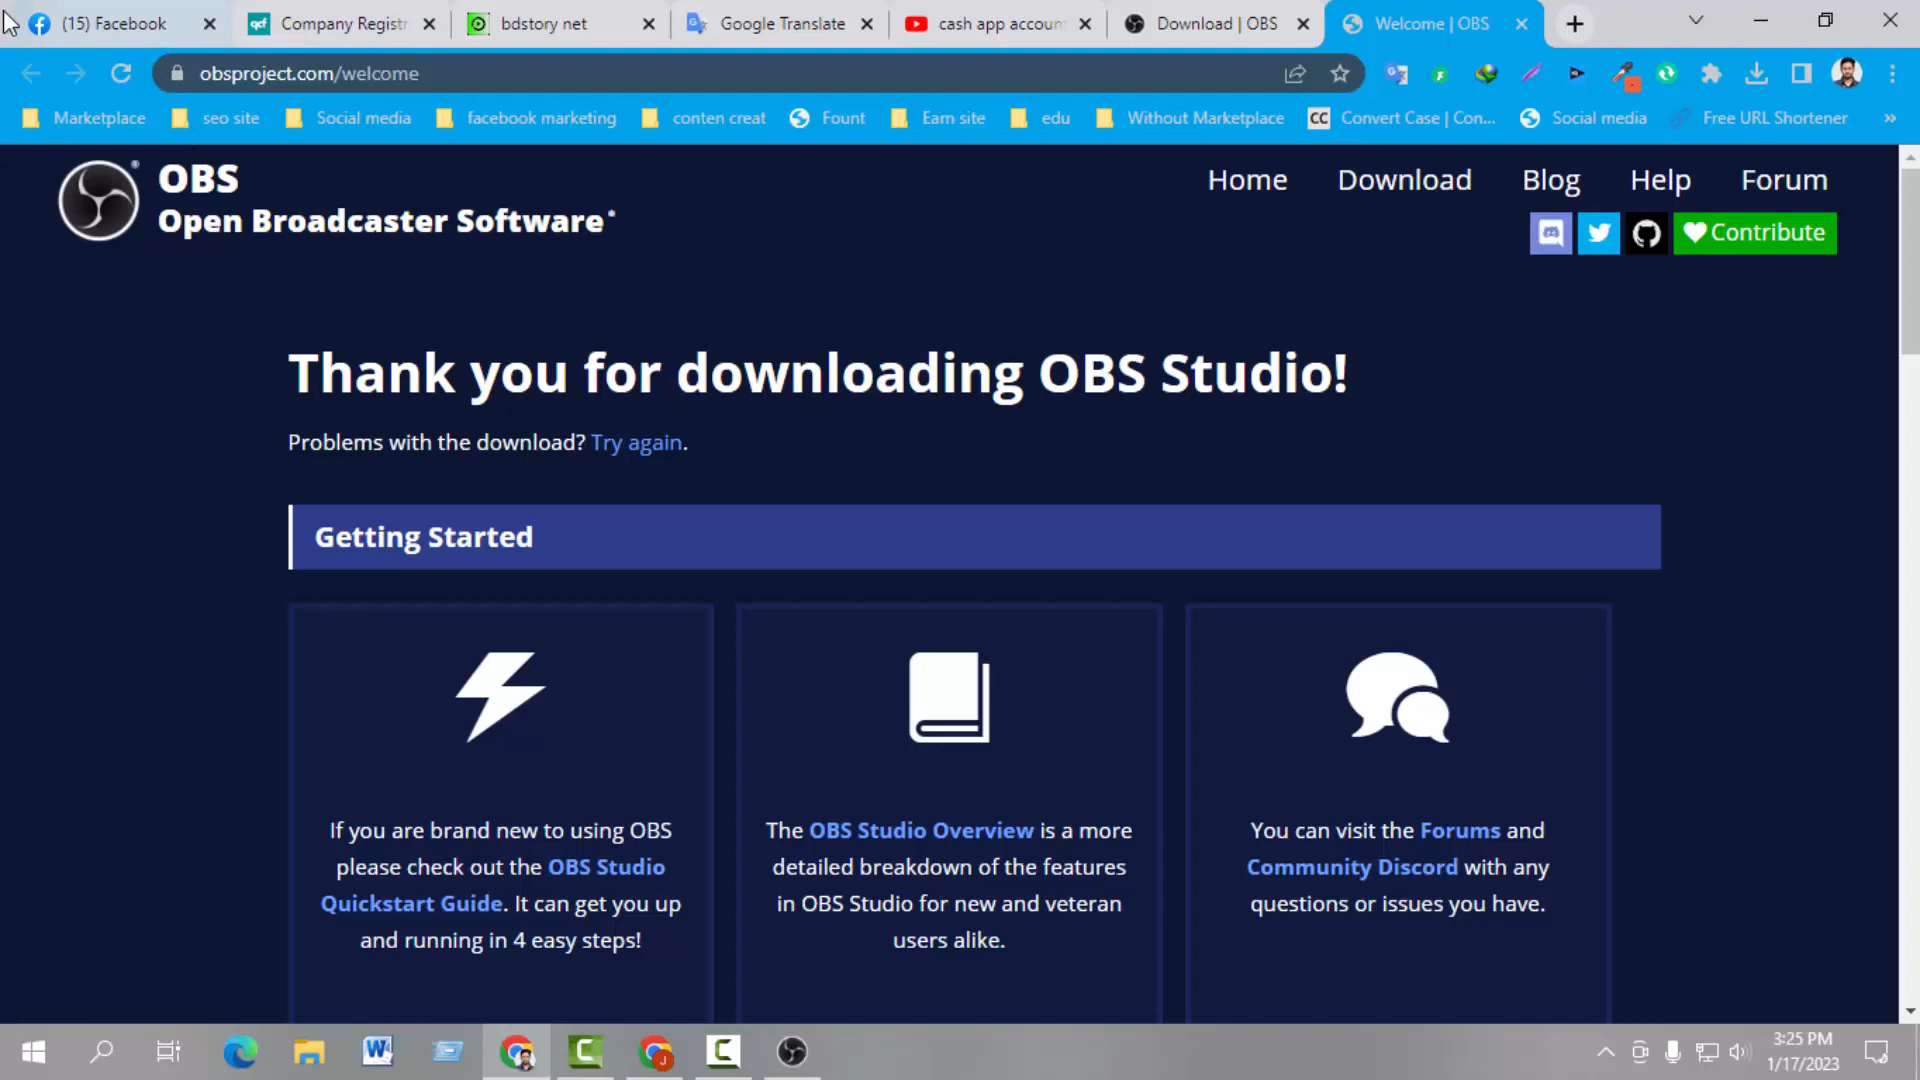 (15) Facebook
Company Registr
bdstory net
Google Translate
cash app accoun
Download | OBS
Welcome | OBS
obsproject.com/welcome
Marketplace
seo site
Social media
facebook marketing
conten creat
Fount
Earn site
edu
Without Marketplace
CC
Convert Case | Con...
Social media
Free URL Shortener
OBS
Open Broadcaster Software
Home
Download
Blog
Help
Forum
Contribute
Thank you for downloading OBS Studio!
Problems with the download? Try again.
Getting Started
If you are brand new to using OBS
please check out the OBS Studio
Quickstart Guide. It can get you up
and running in 4 easy steps!
The OBS Studio Overview is a more
detailed breakdown of the features
in OBS Studio for new and veteran
users alike.
You can visit the Forums and
Community Discord with any
questions or issues you have.
3:25 PM
1/17/2023